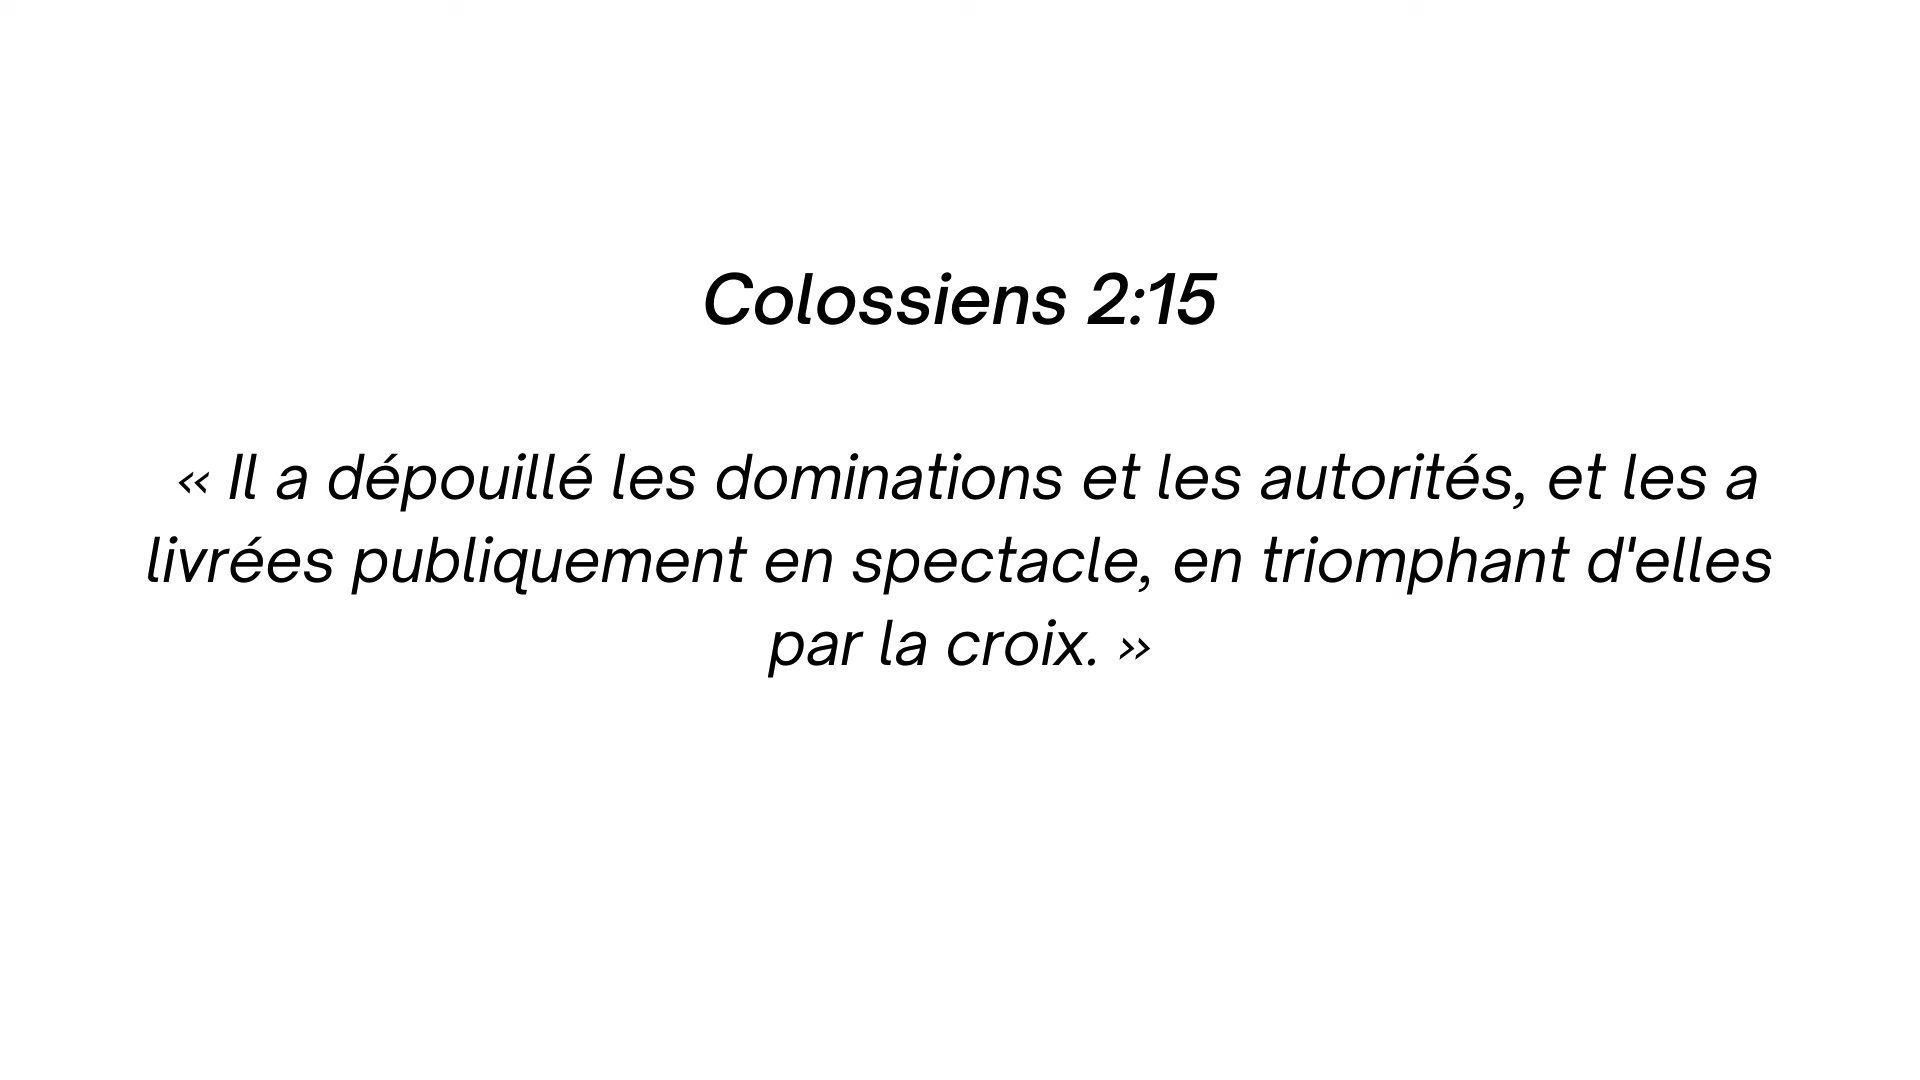 Colossiens 2:15
« Il a dépouillé les dominations et les autorités, et les a
livrées publiquement en spectacle, en triomphant d'elles
par la croix. »